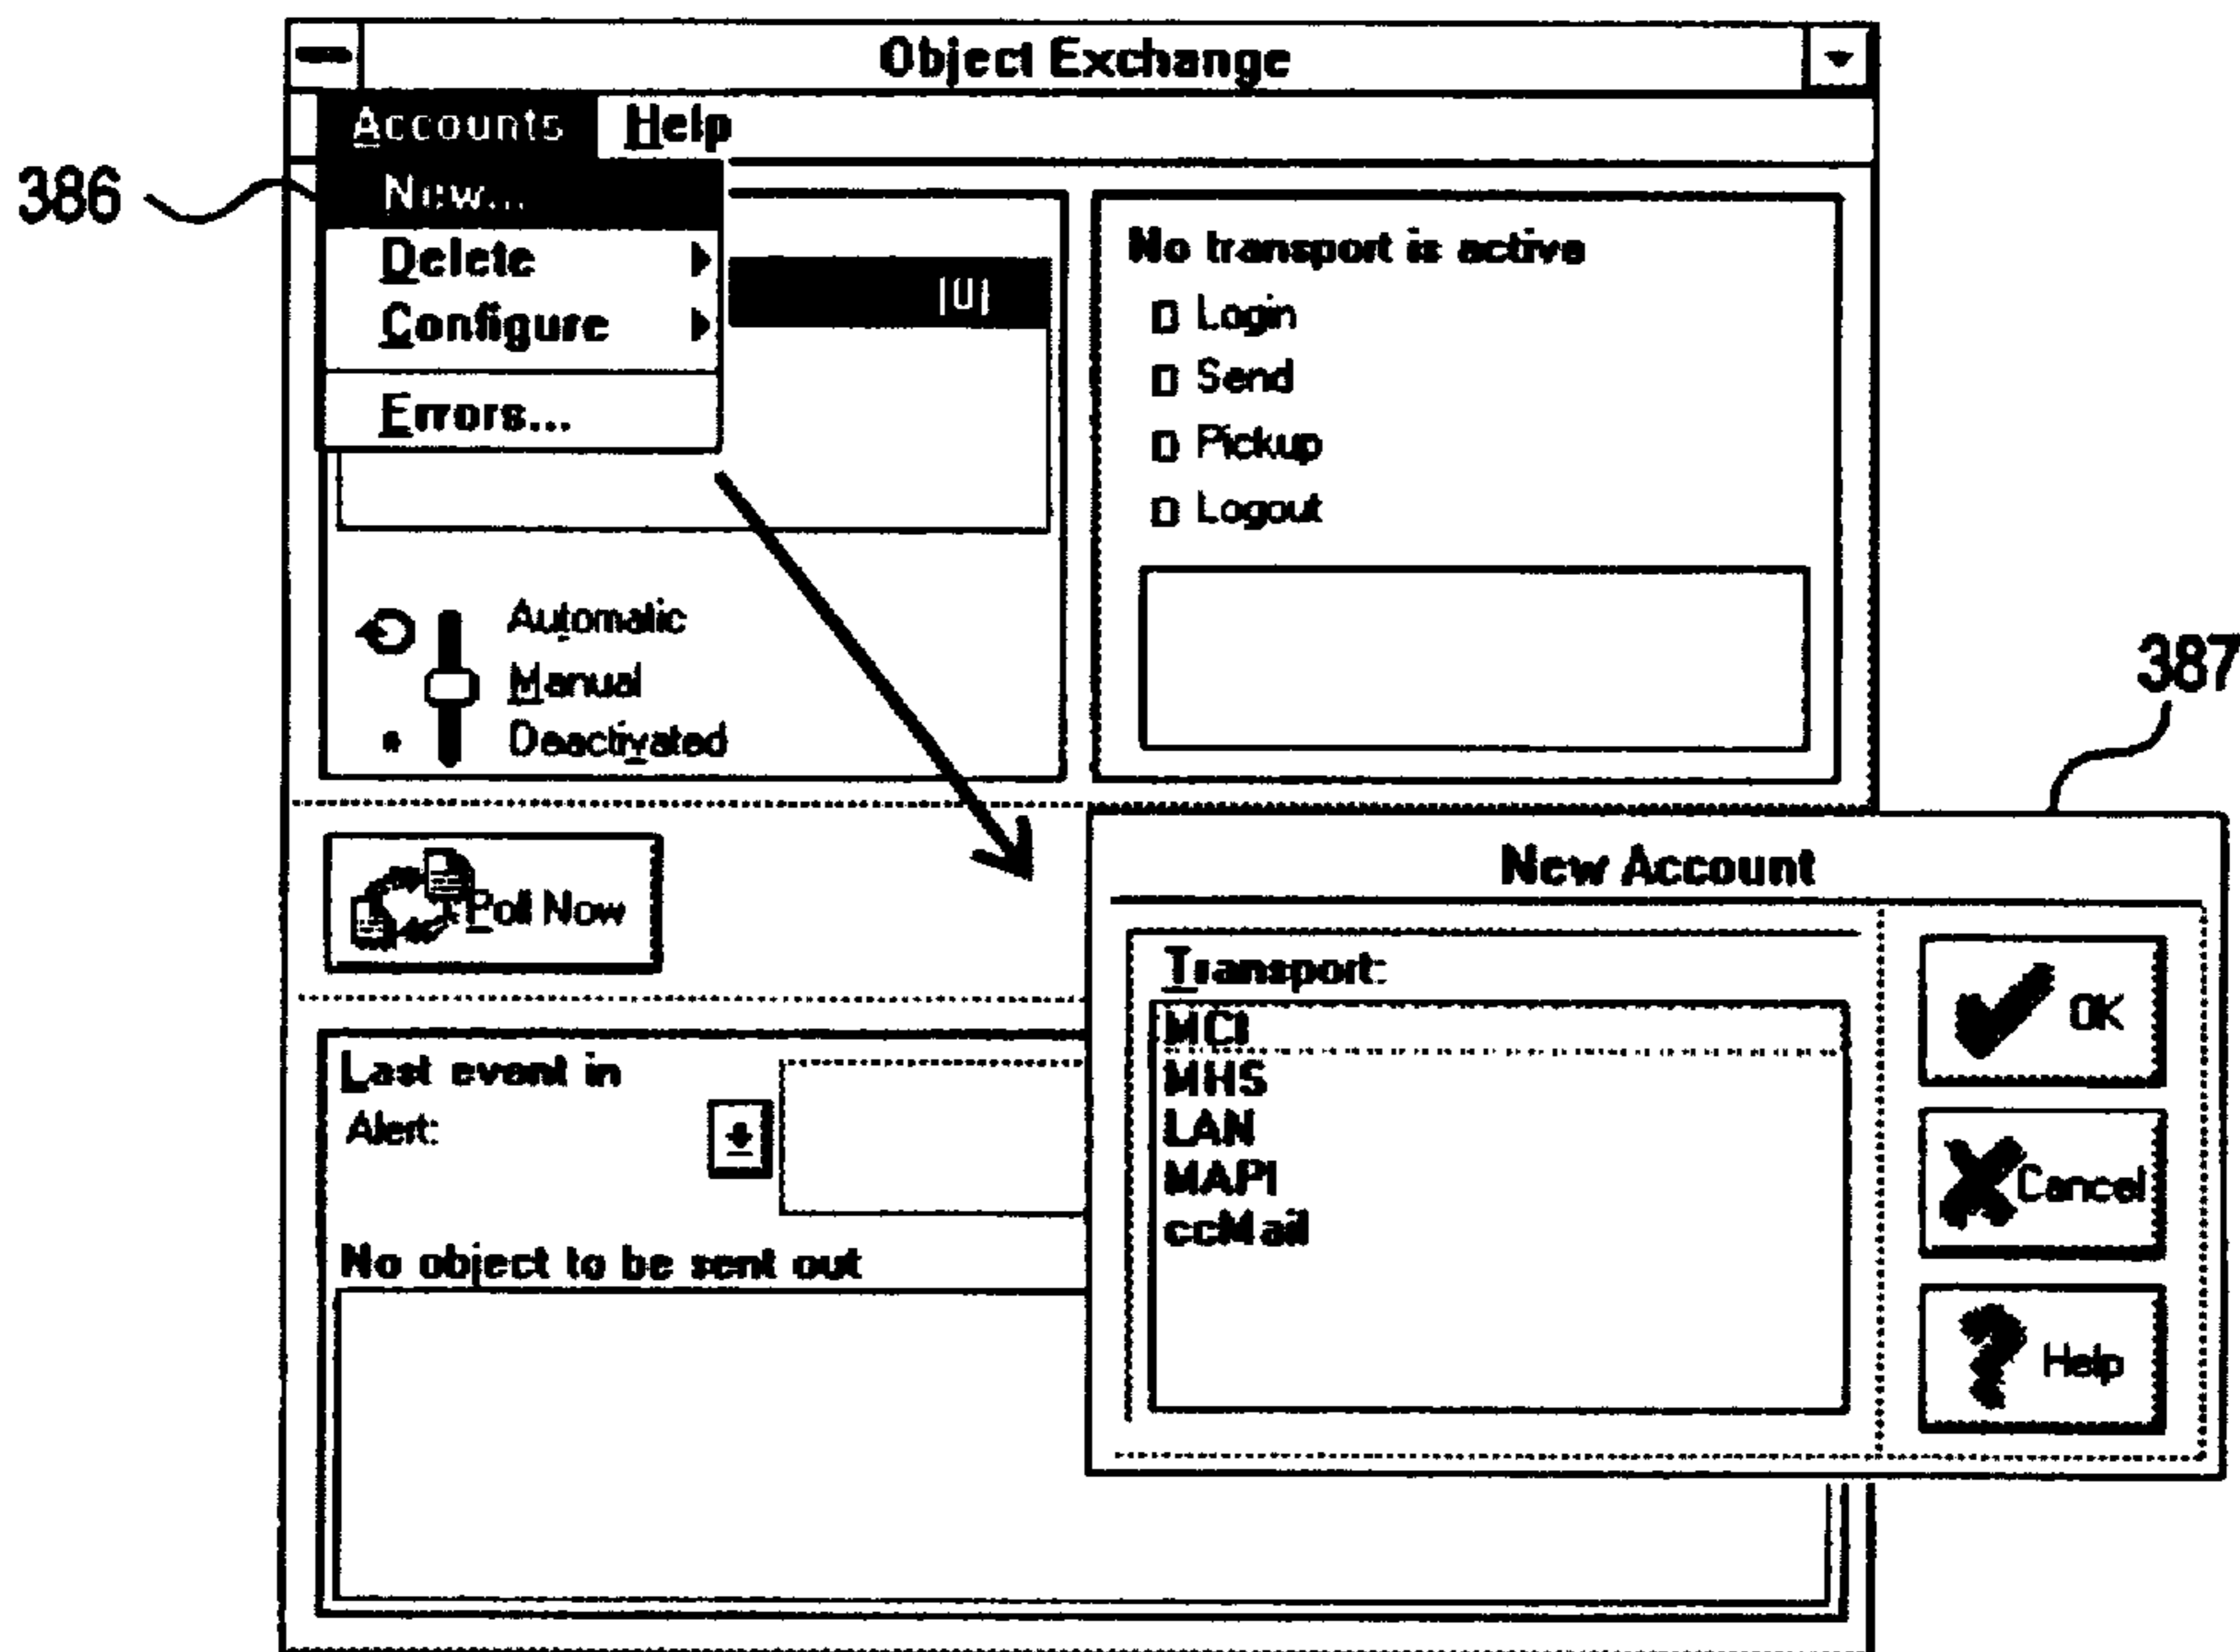 Object Exchange
Accounts Help
386
New...
Delete
Configure
Errors...
No transport is active
Login
Send
Pickup
Logout
Automatic
Manual
Deactivated
387
Poll Now
New Account
Transport:
MCI
MHS
LAN
MAPI
ccMail
OK
Cancel
Help
Last event in
Alert:
No object to be sent out